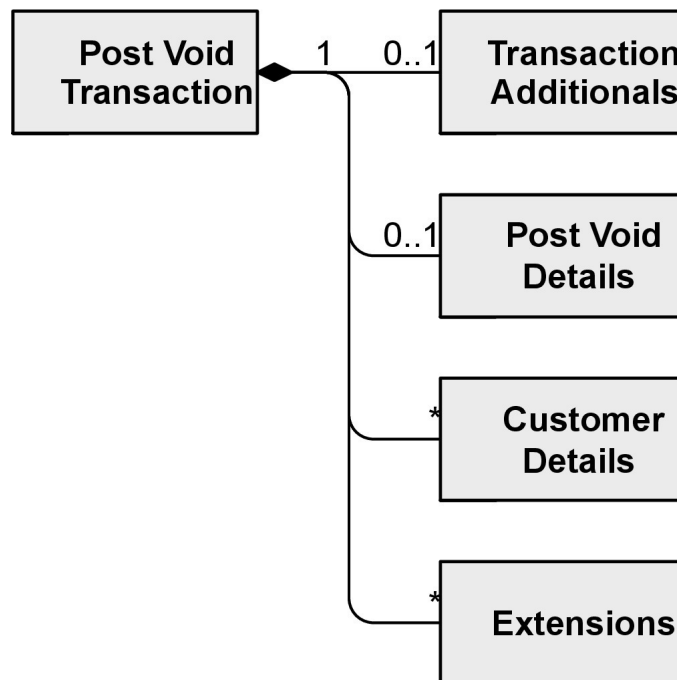 Post Void
Transaction
1
0..1
Transaction
Additionals
0..1
Post Void
Details
*
Customer
Details
*
Extensions